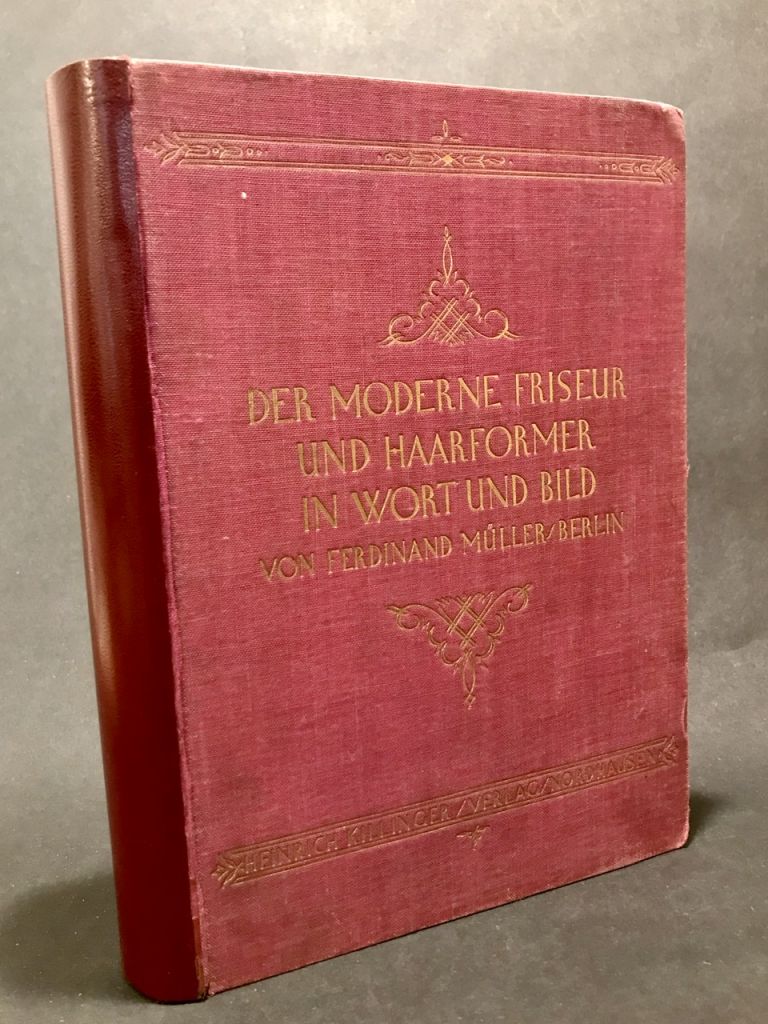 DER MODERNE FRISEUR
UND HAARFORMER
IN WORT UND BILD
VON FERDINAND MÜLLER/BERLIN
HEINRICH KILLINGER/VERLAG/NORDHAUSEN